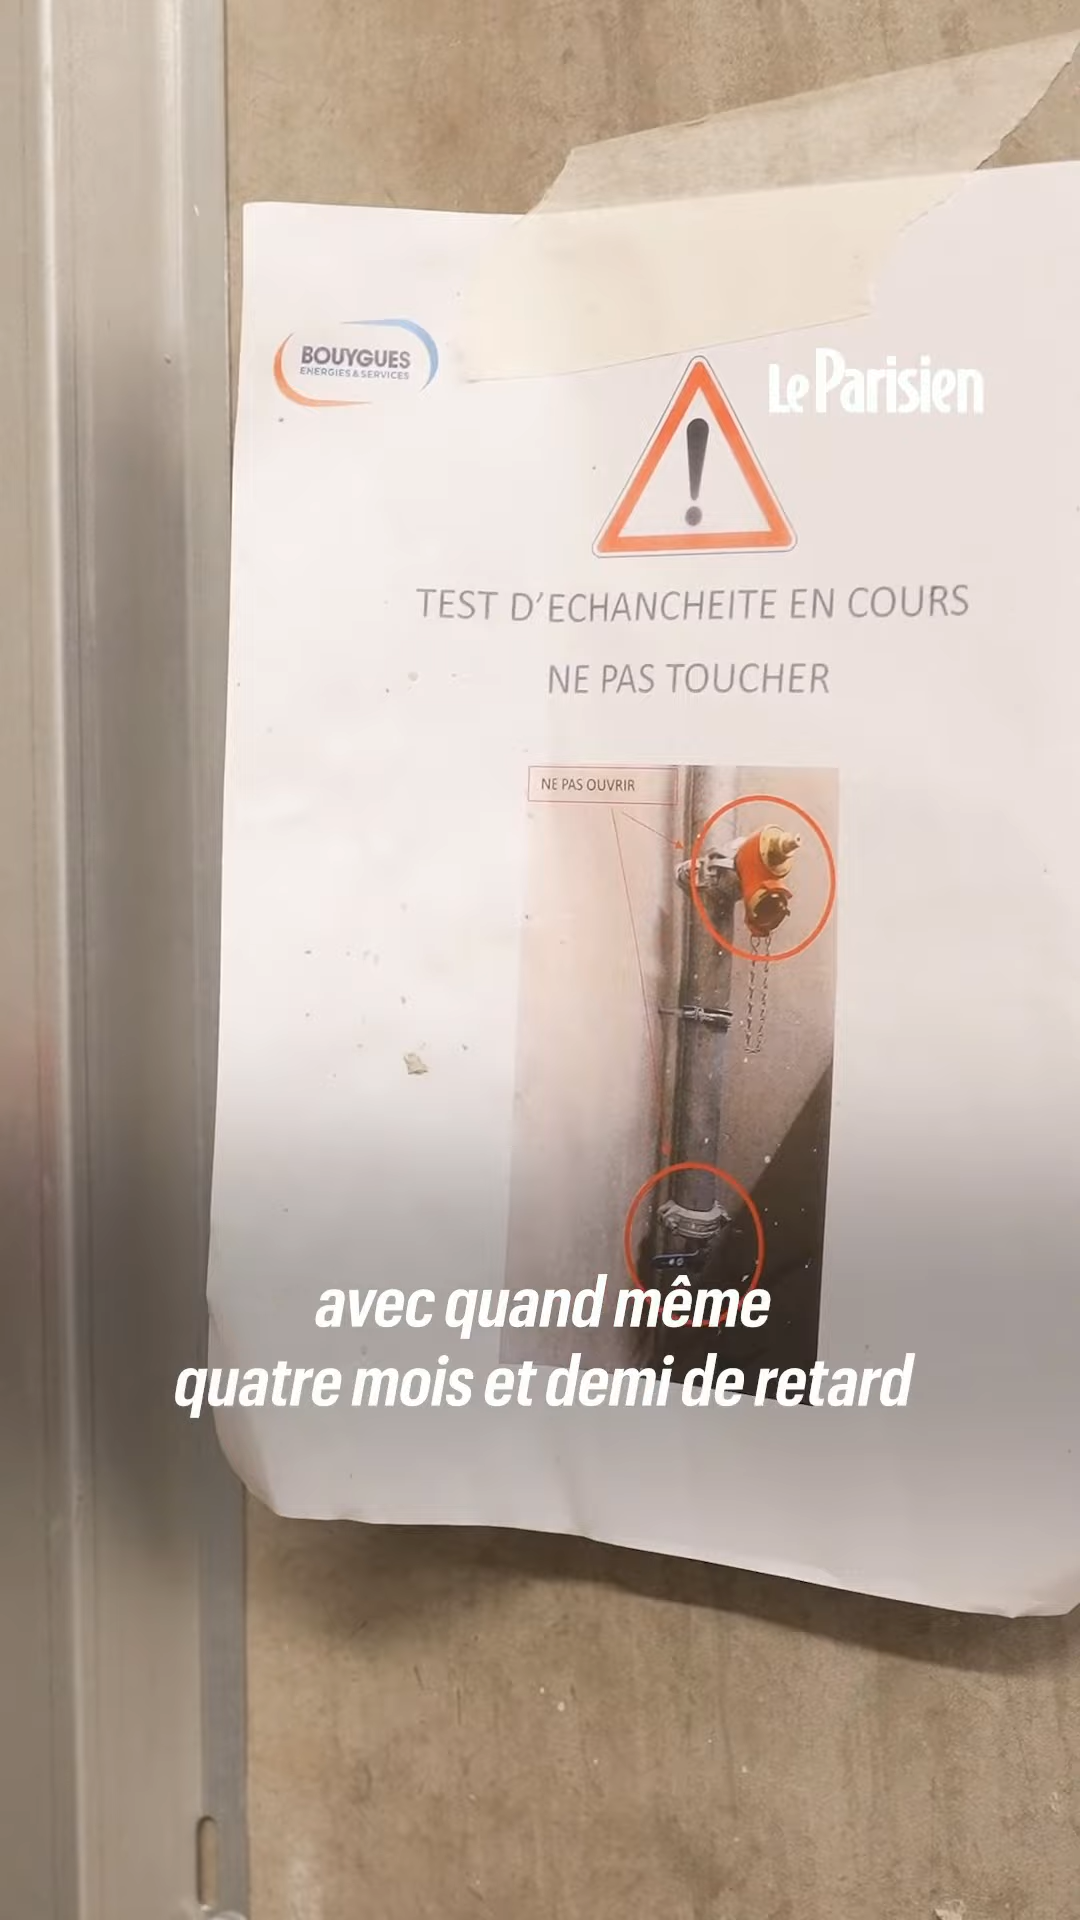 BOUYGUES
ENERGIES & SERVICES
Le Parisien
TEST D'ECHANCHEITE EN COURS
NE PAS TOUCHER
NE PAS OUVRIR
avec quand même
quatre mois et demi de retard